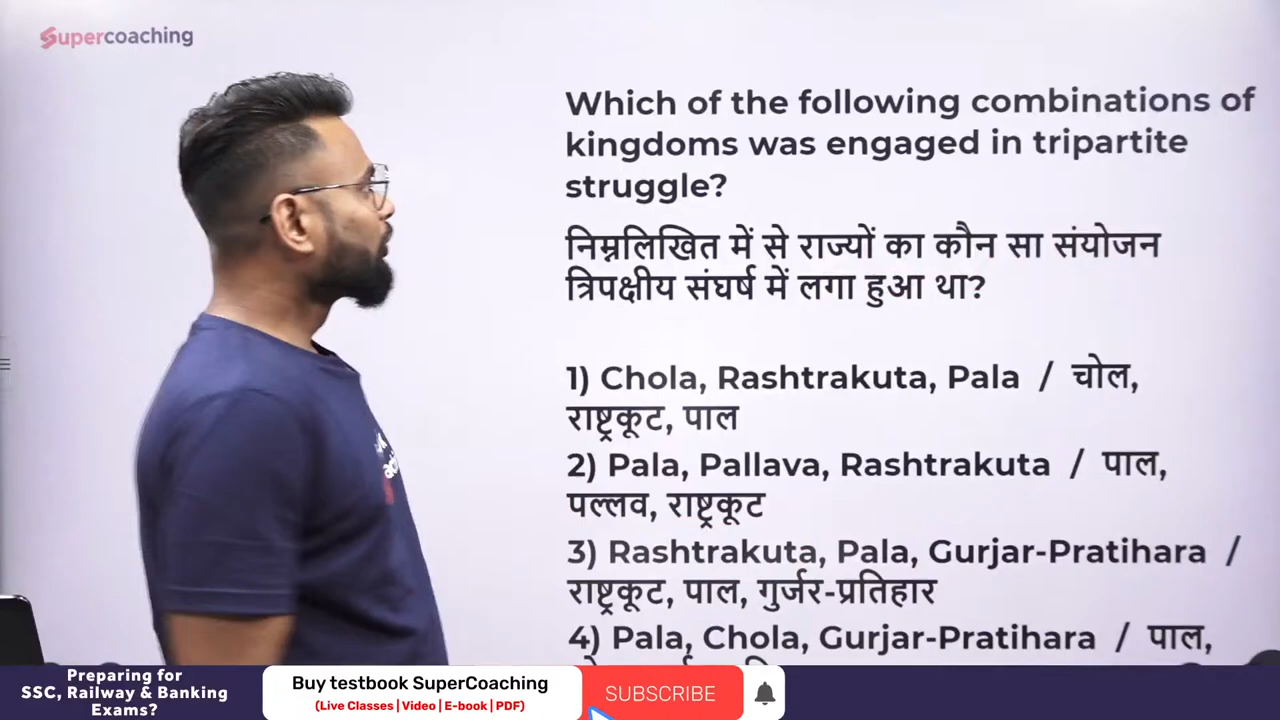 Supercoaching
Which of the following combinations of
kingdoms was engaged in tripartite
struggle?
निम्नलिखित में से राज्यों का कौन सा संयोजन
त्रिपक्षीय संघर्ष में लगा हुआ था?
1) Chola, Rashtrakuta, Pala / चोल,
राष्ट्रकूट, पाल
2) Pala, Pallava, Rashtrakuta / पाल,
पल्लव, राष्ट्रकूट
3) Rashtrakuta, Pala, Gurjar-Pratihara /
राष्ट्रकूट, पाल, गुर्जर-प्रतिहार
4) Pala, Chola, Gurjar-Pratihara / पाल,
Preparing for
SSC, Railway & Banking
Exams?
Buy testbook SuperCoaching
(Live Classes | Video | E-book | PDF)
SUBSCRIBE